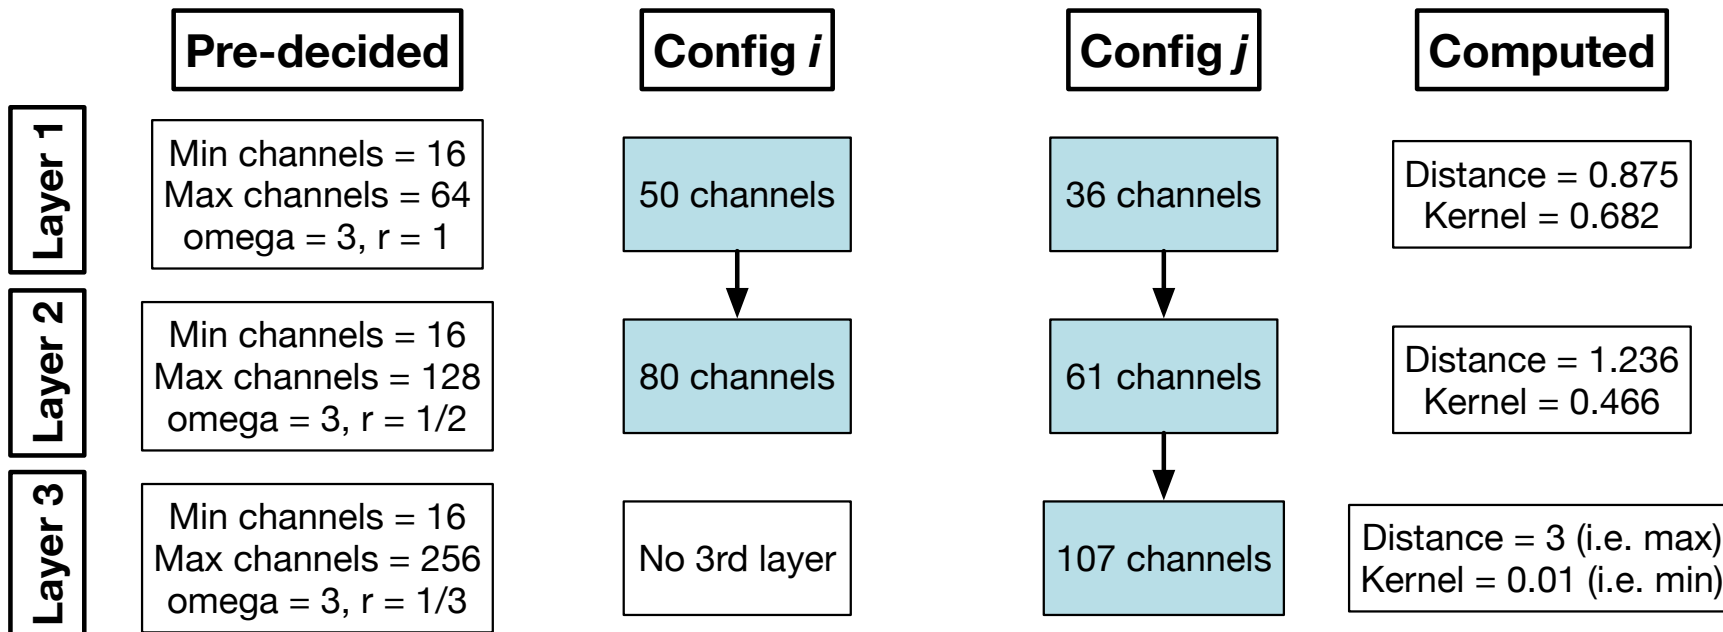 Pre-decided
Config i
Config j
Computed
Layer 1
Min channels = 16
Max channels = 64
omega = 3, r = 1
50 channels
36 channels
Distance = 0.875
Kernel = 0.682
Layer 2
Min channels = 16
Max channels = 128
omega = 3, r = 1/2
80 channels
61 channels
Distance = 1.236
Kernel = 0.466
Layer 3
Min channels = 16
Max channels = 256
omega = 3, r = 1/3
No 3rd layer
107 channels
Distance = 3 (i.e. max)
Kernel = 0.01 (i.e. min)